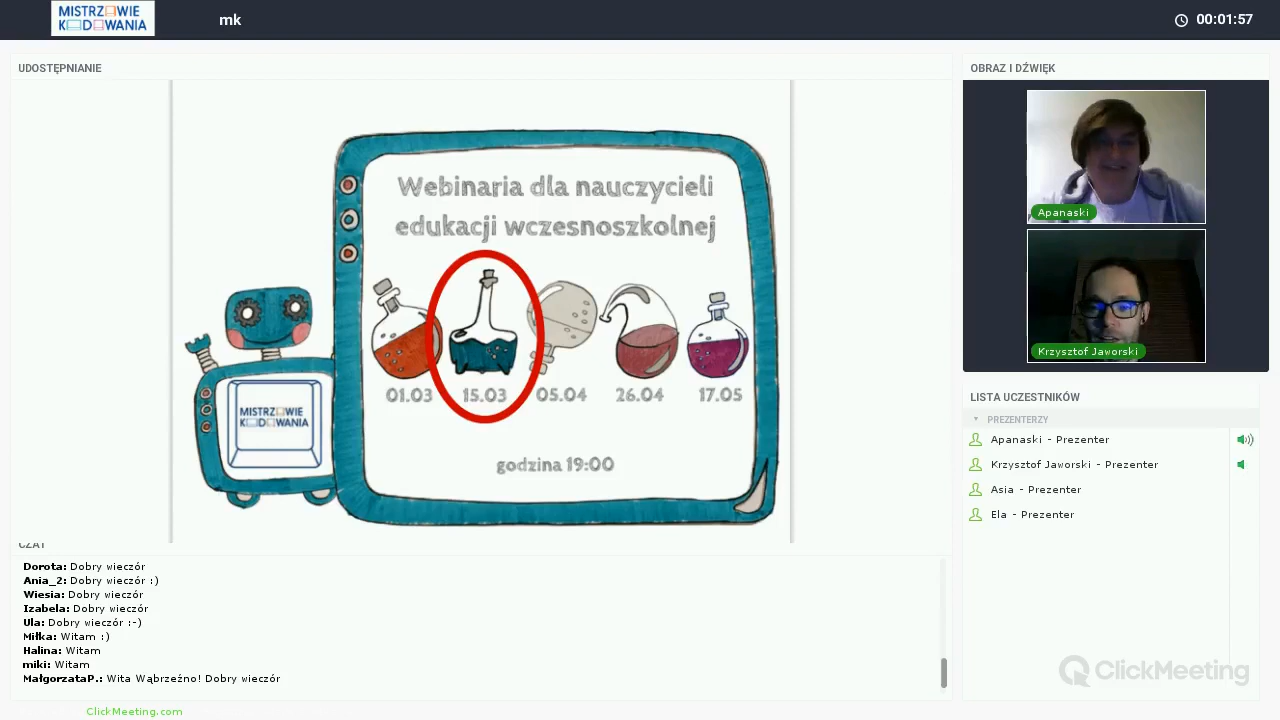 MISTRZOWIE
KODOWANIA
mk
00:01:57
UDOSTĘPNIANIE
Webinaria dla nauczycieli
edukacji wczesnoszkolnej
01.03
15.03
05.04
26.04
17.05
godzina 19:00
MISTRZOWIE
KODOWANIA
CZAT
Dorota: Dobry wieczór
Ania_2: Dobry wieczór :)
Wiesia: Dobry wieczór
Izabela: Dobry wieczór
Ula: Dobry wieczór :-)
Miłka: Witam :)
Halina: Witam
miki: Witam
MałgorzataP.: Wita Wąbrzeźno! Dobry wieczór
ClickMeeting.com
OBRAZ I DŹWIĘK
Apanaski
Krzysztof Jaworski
LISTA UCZESTNIKÓW
PREZENTERZY
Apanaski - Prezenter
Krzysztof Jaworski - Prezenter
Asia - Prezenter
Ela - Prezenter
ClickMeeting